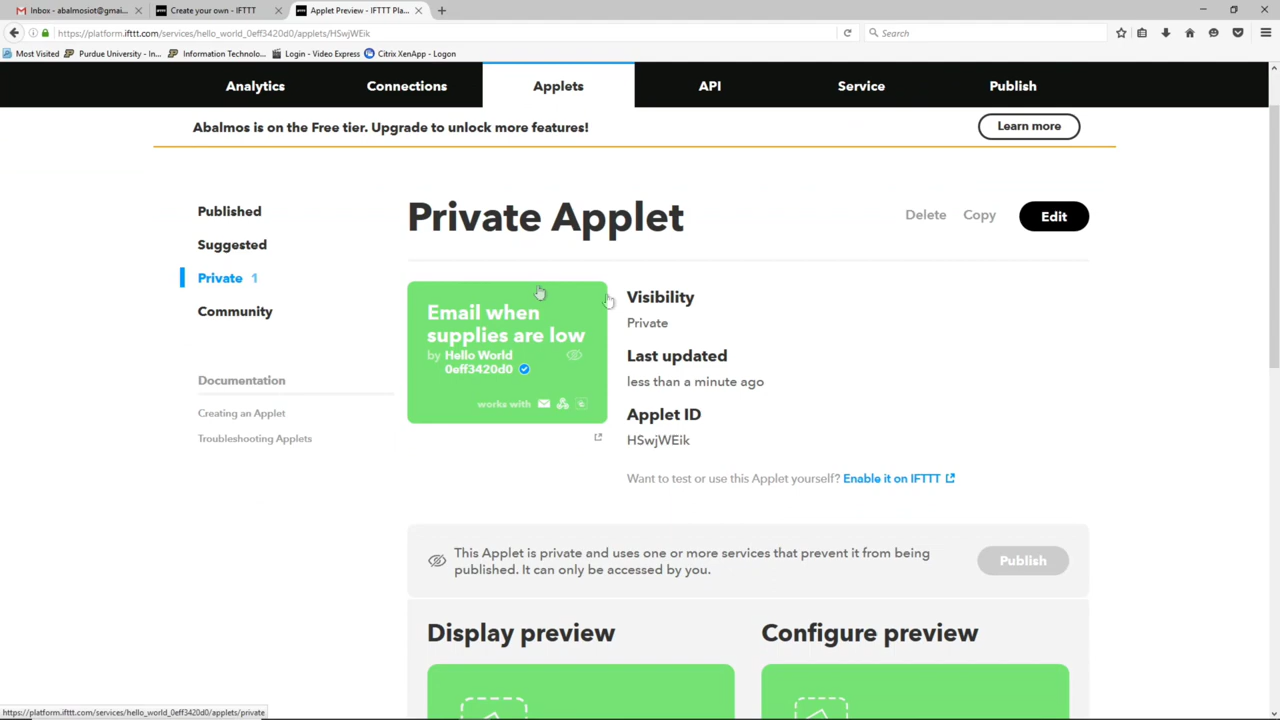 Inbox - abalmosiot@gmai...
Create your own - IFTTT
Applet Preview - IFTTT Pla...
https://platform.ifttt.com/services/hello_world_0eff3420d0/applets/HSwjWEik
Search
Most Visited
Purdue University - In...
Information Technolo...
Login - Video Express
Citrix XenApp - Logon
Analytics
Connections
Applets
API
Service
Publish
Abalmos is on the Free tier. Upgrade to unlock more features!
Learn more
Published
Suggested
Private 1
Community
Documentation
Creating an Applet
Troubleshooting Applets
Private Applet
Delete
Copy
Edit
Email when
supplies are low
by Hello World
0eff3420d0
works with
Visibility
Private
Last updated
less than a minute ago
Applet ID
HSwjWEik
Want to test or use this Applet yourself? Enable it on IFTTT
This Applet is private and uses one or more services that prevent it from being
published. It can only be accessed by you.
Publish
Display preview
Configure preview
https://platform.ifttt.com/services/hello_world_0eff3420d0/applets/private